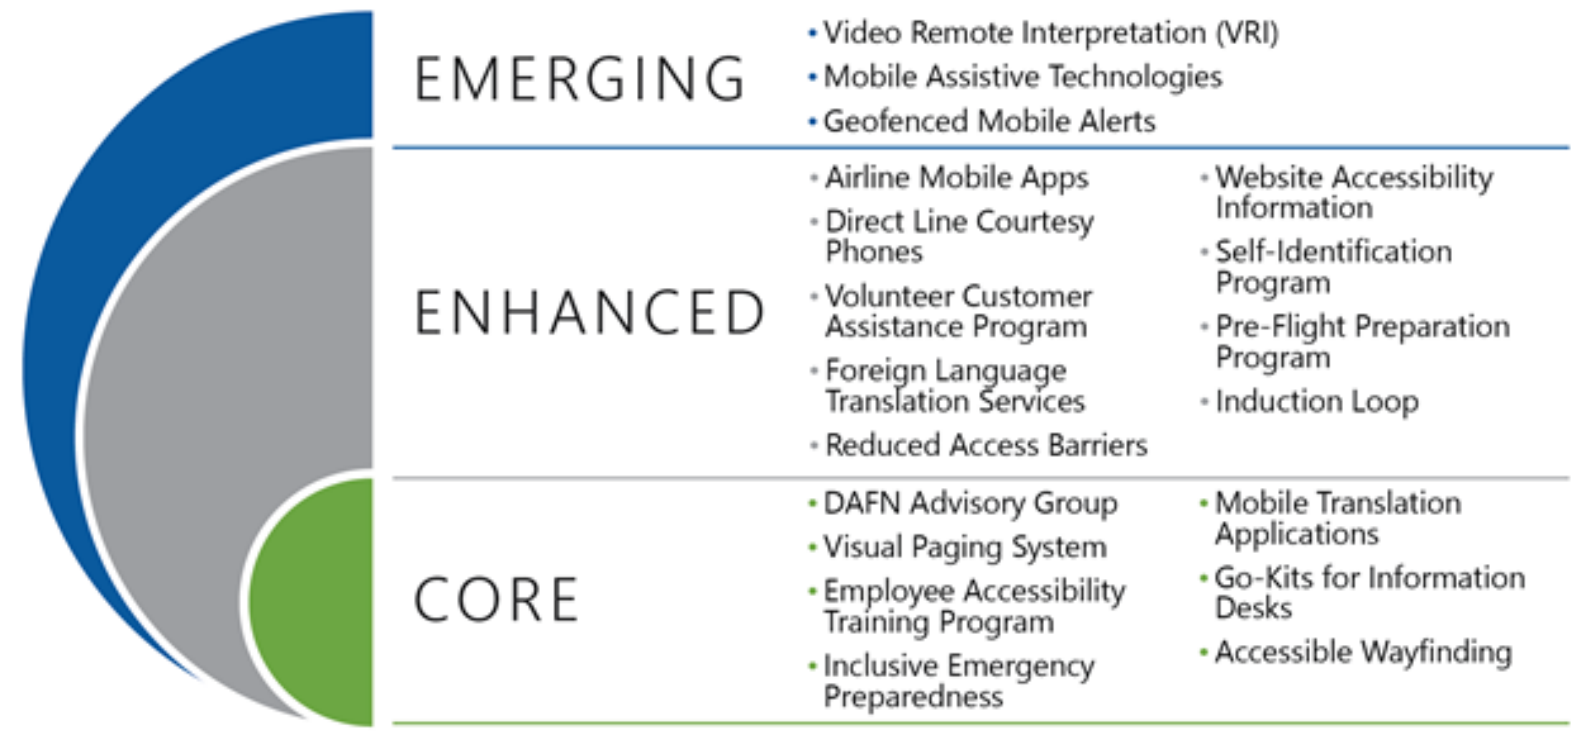 EMERGING
• Video Remote Interpretation (VRI)
• Mobile Assistive Technologies
• Geofenced Mobile Alerts
ENHANCED
• Airline Mobile Apps
• Direct Line Courtesy
Phones
• Volunteer Customer
Assistance Program
• Foreign Language
Translation Services
• Reduced Access Barriers
• Website Accessibility
Information
• Self-Identification
Program
• Pre-Flight Preparation
Program
• Induction Loop
CORE
• DAFN Advisory Group
• Visual Paging System
• Employee Accessibility
Training Program
• Inclusive Emergency
Preparedness
• Mobile Translation
Applications
• Go-Kits for Information
Desks
• Accessible Wayfinding